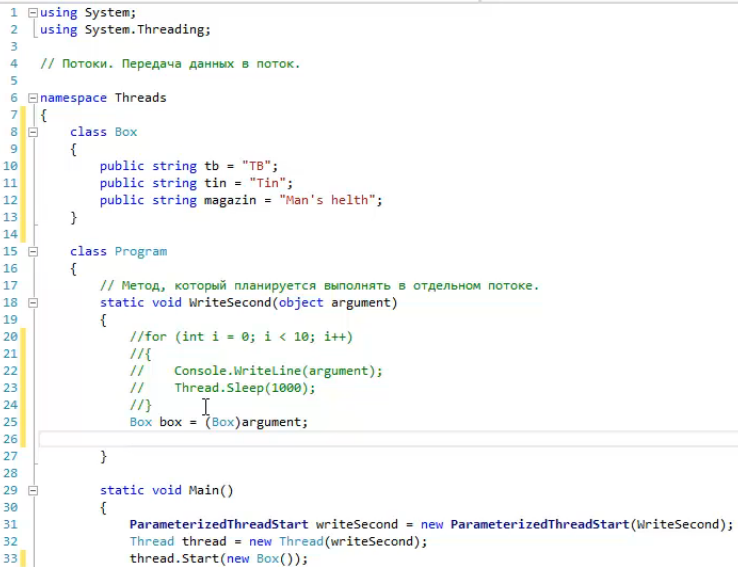 1 using System;
2 using System.Threading;
3
4 // Потоки. Передача данных в поток.
5
6 namespace Threads
7 {
8 class Box
9 {
10 public string tb = "TB";
11 public string tin = "Tin";
12 public string magazin = "Man's helth";
13 }
14
15 class Program
16 {
17 // Метод, который планируется выполнять в отдельном потоке.
18 static void WriteSecond(object argument)
19 {
20 //for (int i = 0; i < 10; i++)
21 //{
22 //    Console.WriteLine(argument);
23 //    Thread.Sleep(1000);
24 //}
25 Box box = (Box)argument;
26
27 }
28
29 static void Main()
30 {
31 ParameterizedThreadStart writeSecond = new ParameterizedThreadStart(WriteSecond);
32 Thread thread = new Thread(writeSecond);
33 thread.Start(new Box());